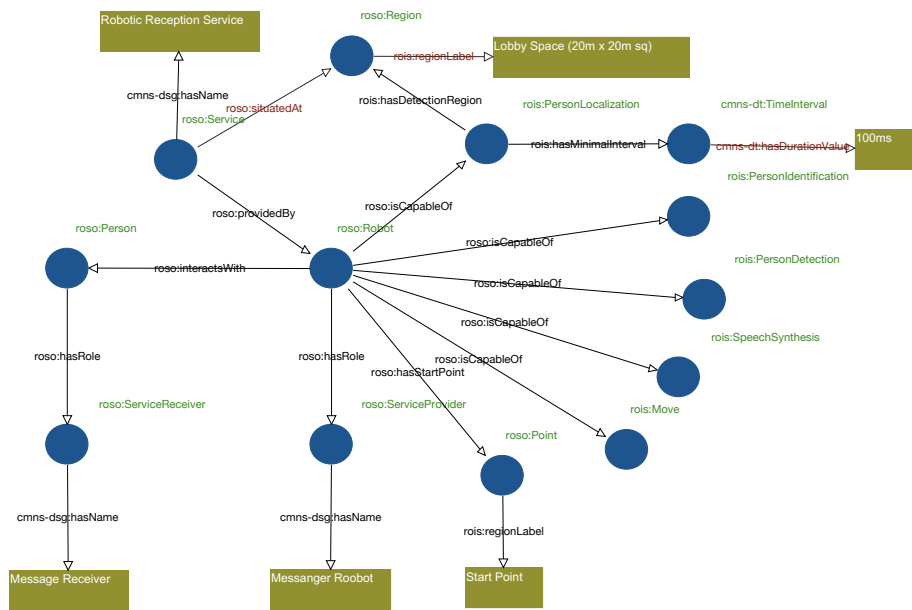 roso:Region
Robotic Reception Service
Lobby Space (20m x 20m sq)
rois:regionLabel
cmns-dsg:hasName
rois:hasDetectionRegion
rois:PersonLocalization
cmns-dt:TimeInterval
roso:situatedAt
roso:Service
100ms
rois:hasMinimalInterval
cmns-dt:hasDurationValue
rois:PersonIdentification
roso:isCapableOf
roso:providedBy
roso:Person
roso:Robot
roso:isCapableOf
rois:PersonDetection
roso:interactsWith
roso:isCapableOf
roso:isCapableOf
rois:SpeechSynthesis
roso:hasRole
roso:hasRole
roso:isCapableOf
roso:hasStartPoint
roso:ServiceReceiver
roso:ServiceProvider
rois:Move
roso:Point
cmns-dsg:hasName
cmns-dsg:hasName
rois:regionLabel
Message Receiver
Messanger Roobot
Start Point